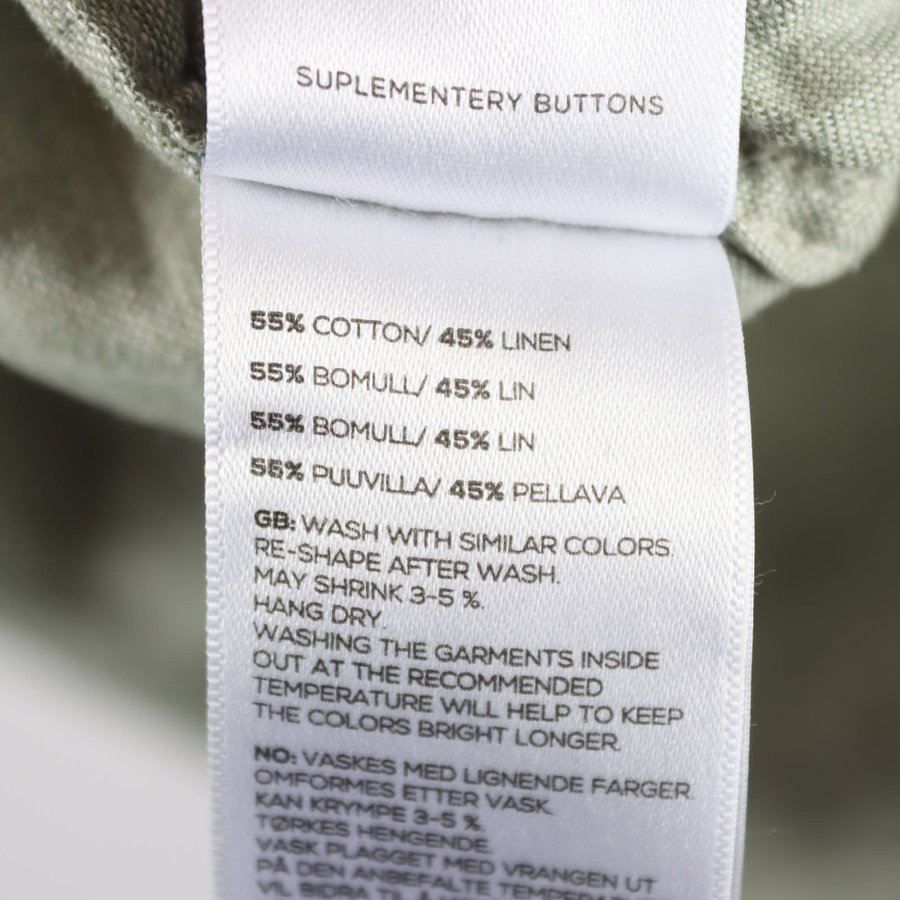 SUPLEMENTERY BUTTONS
55% COTTON/ 45% LINEN
55% BOMULL/ 45% LIN
55% BOMULL/ 45% LIN
55% PUUVILLA/ 45% PELLAVA
GB: WASH WITH SIMILAR COLORS.
RE-SHAPE AFTER WASH.
MAY SHRINK 3-5 %.
HANG DRY.
WASHING THE GARMENTS INSIDE
OUT AT THE RECOMMENDED
TEMPERATURE WILL HELP TO KEEP
THE COLORS BRIGHT LONGER.
NO: VASKES MED LIGNENDE FARGER.
OMFORMES ETTER VASK.
KAN KRYMPE 3-5 %.
TØRKES HENGENDE.
VASK PLAGGET MED VRANGEN UT
PÅ DEN ANBEFALTE
VIL BIDRA TIL Å